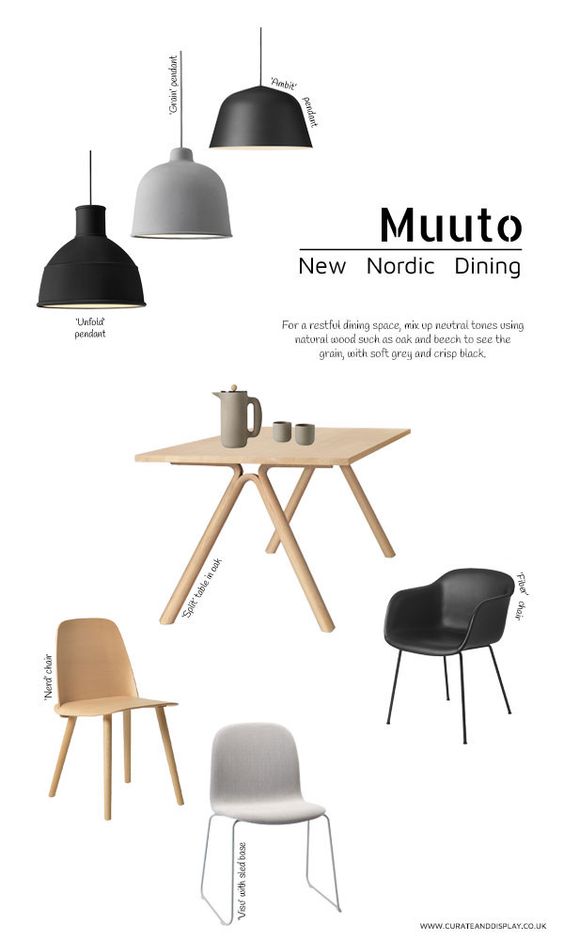 'Grain' pendant
'Ambit' pendant
Muuto
New Nordic Dining
'Unfold'
pendant
For a restful dining space, mix up neutral tones using
natural wood such as oak and beech to see the
grain, with soft grey and crisp black.
'Split' table in oak
'Fiber' chair
'Nerd' chair
'Visu' with sled base
WWW.CURATEANDDISPLAY.CO.UK